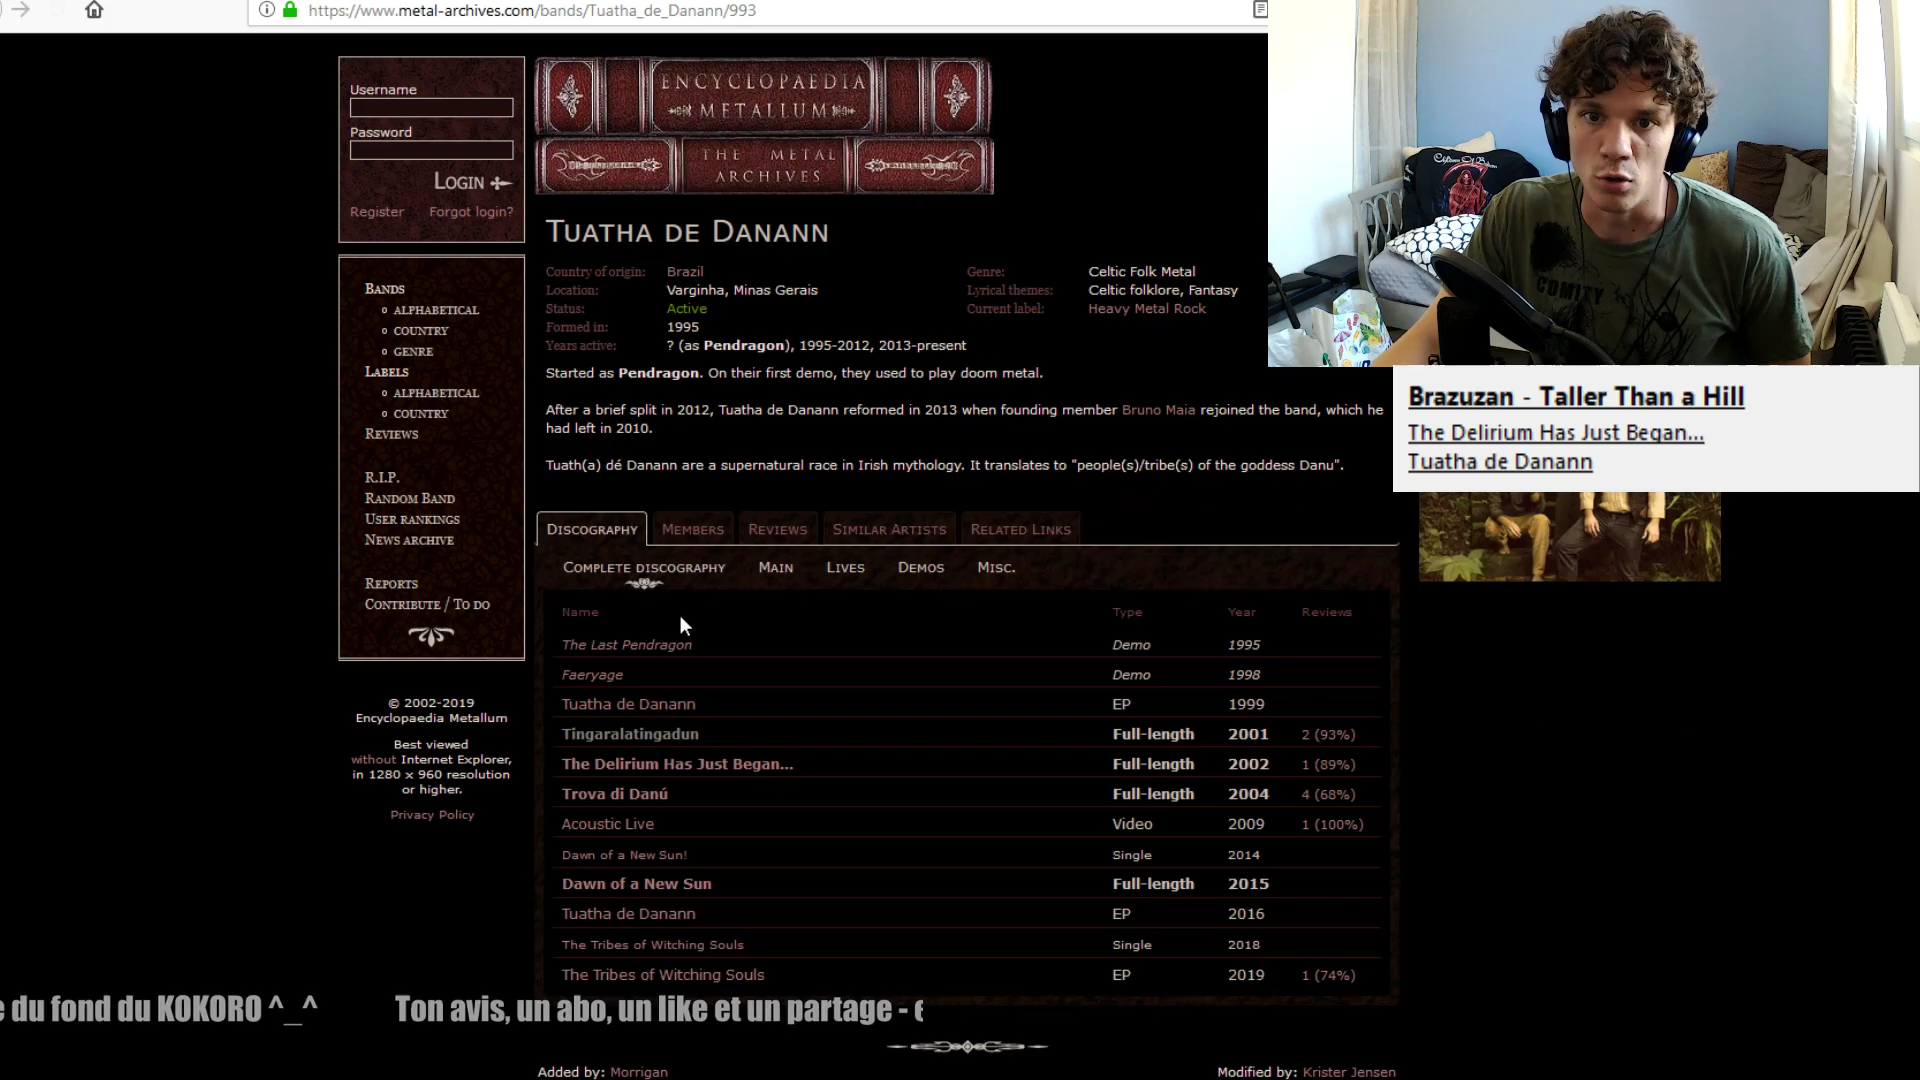 https://www.metal-archives.com/bands/Tuatha_de_Danann/993
Username
Password
LOGIN
Register Forgot login?
BANDS
ALPHABETICAL
COUNTRY
GENRE
LABELS
ALPHABETICAL
COUNTRY
REVIEWS
R.I.P.
RANDOM BAND
USER RANKINGS
NEWS ARCHIVE
REPORTS
CONTRIBUTE / TO DO
© 2002-2019
Encyclopaedia Metallum
Best viewed
without Internet Explorer,
in 1280 x 960 resolution
or higher.
Privacy Policy
ENCYCLOPAEDIA
METALLUM
THE METAL
ARCHIVES
TUATHA DE DANANN
Country of origin: Brazil
Location: Varginha, Minas Gerais
Status: Active
Formed in: 1995
Years active: ? (as Pendragon), 1995-2012, 2013-present
Genre: Celtic Folk Metal
Lyrical themes: Celtic folklore, Fantasy
Current label: Heavy Metal Rock
Started as Pendragon. On their first demo, they used to play doom metal.
After a brief split in 2012, Tuatha de Danann reformed in 2013 when founding member Bruno Maia rejoined the band, which he
had left in 2010.
Tuath(a) dé Danann are a supernatural race in Irish mythology. It translates to "people(s)/tribe(s) of the goddess Danu".
DISCOGRAPHY MEMBERS REVIEWS SIMILAR ARTISTS RELATED LINKS
COMPLETE DISCOGRAPHY MAIN LIVES DEMOS MISC.
Name Type Year Reviews
The Last Pendragon Demo 1995
Faeryage Demo 1998
Tuatha de Danann EP 1999
Tingaralatingadun Full-length 2001 2 (93%)
The Delirium Has Just Began... Full-length 2002 1 (89%)
Trova di Danú Full-length 2004 4 (68%)
Acoustic Live Video 2009 1 (100%)
Dawn of a New Sun! Single 2014
Dawn of a New Sun Full-length 2015
Tuatha de Danann EP 2016
The Tribes of Witching Souls Single 2018
The Tribes of Witching Souls EP 2019 1 (74%)
Added by: Morrigan Modified by: Krister Jensen
Children Of Bodom
COMITY
Brazuzan - Taller Than a Hill
The Delirium Has Just Began...
Tuatha de Danann
e du fond du KOKORO ^_^ Ton avis, un abo, un like et un partage - e